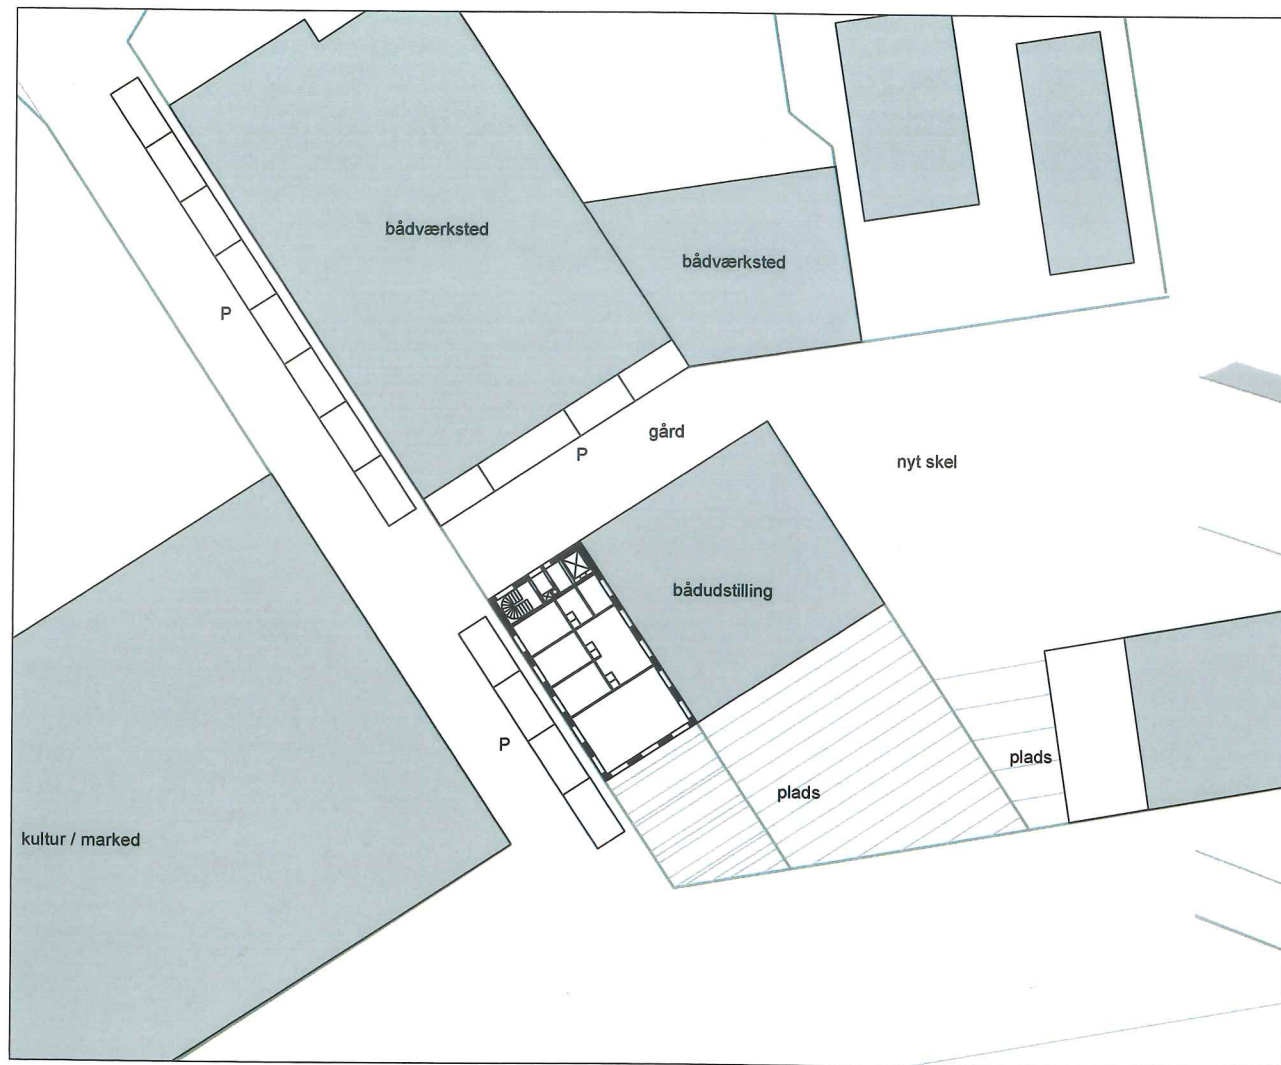 bådværksted
bådværksted
P
gård
P
nyt skel
bådudstilling
P
plads
plads
kultur / marked